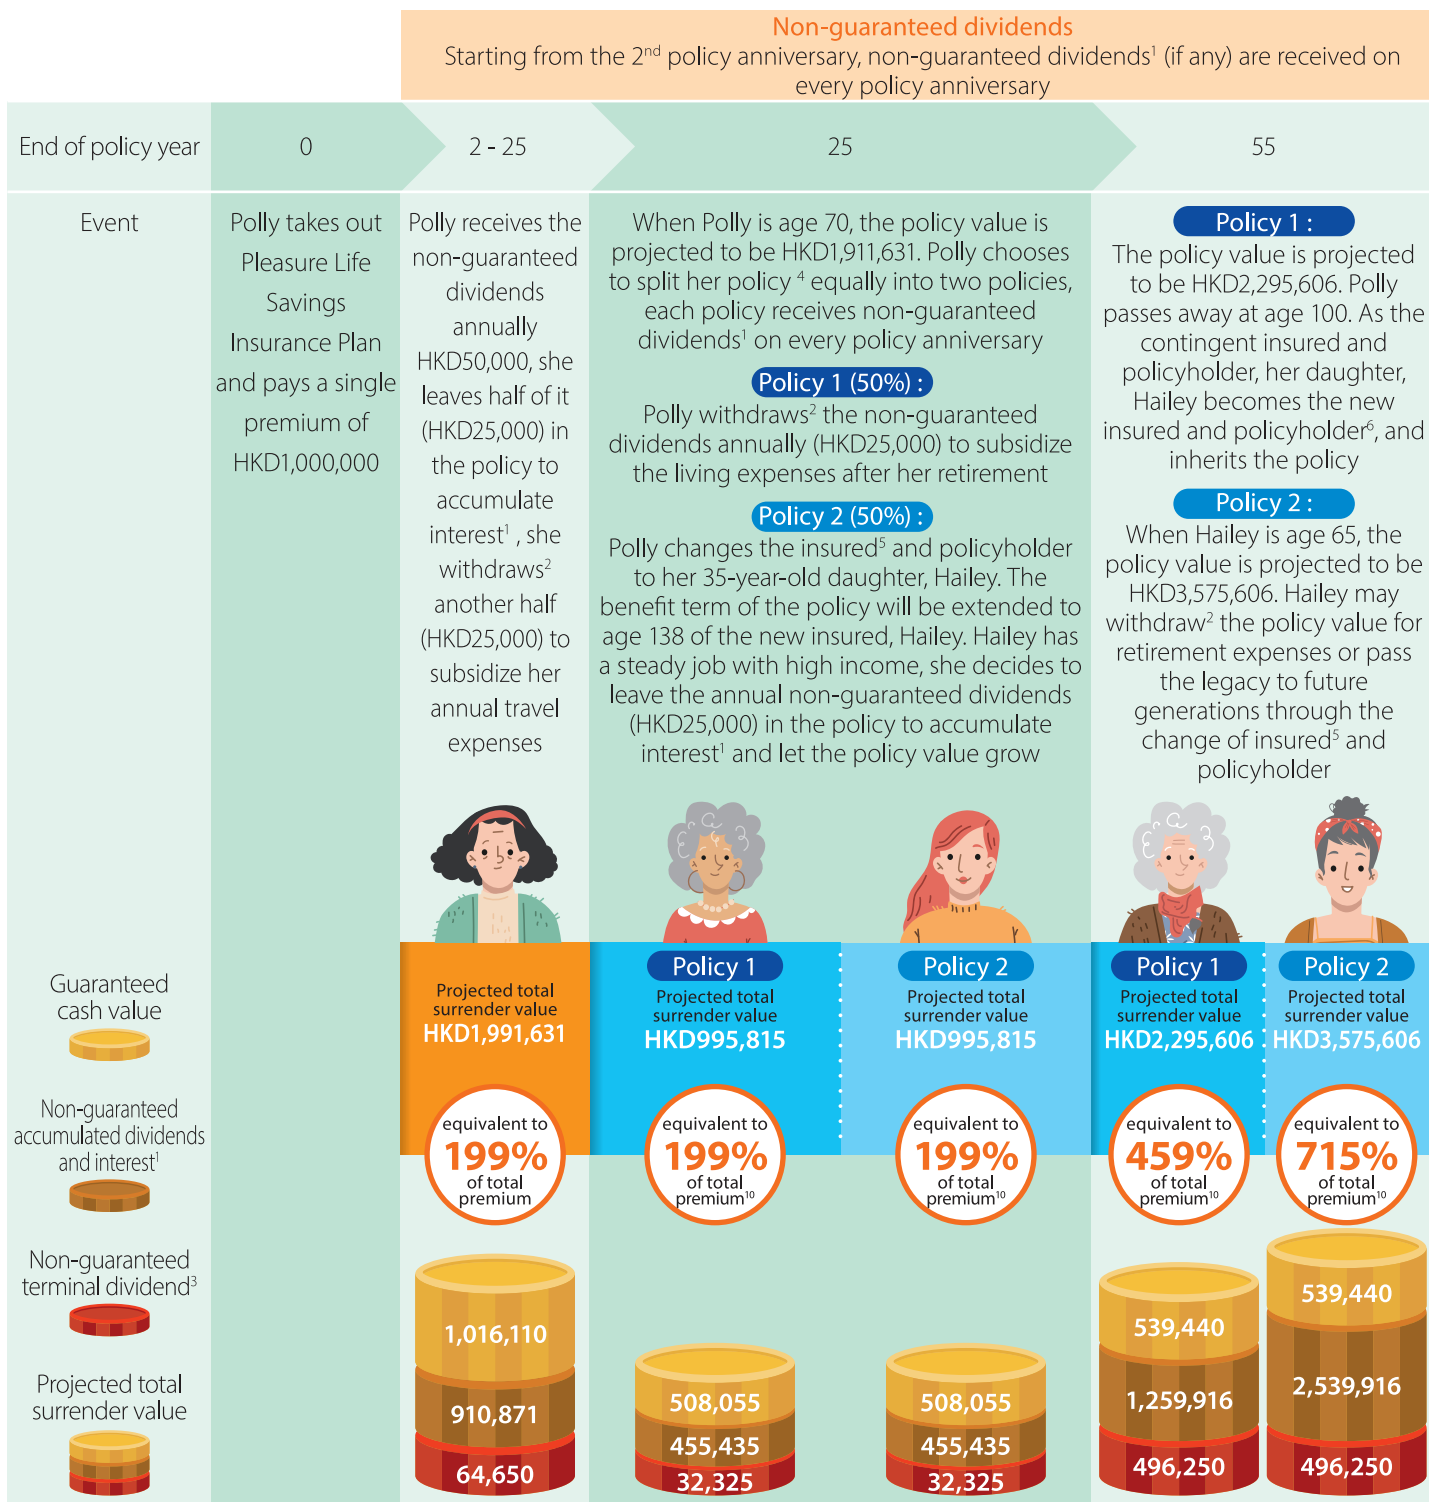 Non-guaranteed dividends
Starting from the 2nd policy anniversary, non-guaranteed dividends¹ (if any) are received on
every policy anniversary
End of policy year
0
2 - 25
25
55
Event
Polly takes out
Pleasure Life
Savings
Insurance Plan
and pays a single
premium of
HKD1,000,000
Polly receives the
non-guaranteed
dividends
annually
HKD50,000, she
leaves half of it
(HKD25,000) in
the policy to
accumulate
interest¹ , she
withdraws²
another half
(HKD25,000) to
subsidize her
annual travel
expenses
When Polly is age 70, the policy value is
projected to be HKD1,911,631. Polly chooses
to split her policy ⁴ equally into two policies,
each policy receives non-guaranteed
dividends¹ on every policy anniversary
Policy 1 (50%) :
Polly withdraws² the non-guaranteed
dividends annually (HKD25,000) to subsidize
the living expenses after her retirement
Policy 2 (50%) :
Polly changes the insured⁵ and policyholder
to her 35-year-old daughter, Hailey. The
benefit term of the policy will be extended to
age 138 of the new insured, Hailey. Hailey has
a steady job with high income, she decides to
leave the annual non-guaranteed dividends
(HKD25,000) in the policy to accumulate
interest¹ and let the policy value grow
Policy 1 :
The policy value is projected
to be HKD2,295,606. Polly
passes away at age 100. As the
contingent insured and
policyholder, her daughter,
Hailey becomes the new
insured and policyholder⁶, and
inherits the policy
Policy 2 :
When Hailey is age 65, the
policy value is projected to be
HKD3,575,606. Hailey may
withdraw² the policy value for
retirement expenses or pass
the legacy to future
generations through the
change of insured⁵ and
policyholder
Guaranteed
cash value
Non-guaranteed
accumulated dividends
and interest¹
Non-guaranteed
terminal dividend³
Projected total
surrender value
Projected total
surrender value
HKD1,991,631
equivalent to
199%
of total
premium
1,016,110
910,871
64,650
Policy 1
Projected total
surrender value
HKD995,815
equivalent to
199%
of total
premium¹⁰
508,055
455,435
32,325
Policy 2
Projected total
surrender value
HKD995,815
equivalent to
199%
of total
premium¹⁰
508,055
455,435
32,325
Policy 1
Projected total
surrender value
HKD2,295,606
equivalent to
459%
of total
premium¹⁰
539,440
1,259,916
496,250
Policy 2
Projected total
surrender value
HKD3,575,606
equivalent to
715%
of total
premium¹⁰
539,440
2,539,916
496,250